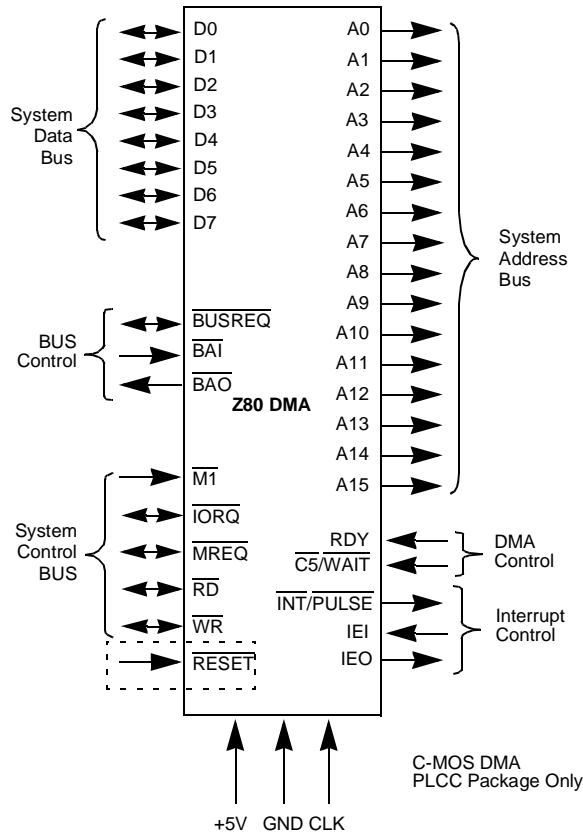 D0
D1
D2
D3
D4
D5
D6
D7
System
Data
Bus
BUSREQ
BAI
BAO
BUS
Control
Z80 DMA
M1
IORQ
MREQ
RD
WR
RESET
System
Control
BUS
A0
A1
A2
A3
A4
A5
A6
A7
A8
A9
A10
A11
A12
A13
A14
A15
System
Address
Bus
RDY
C5/WAIT
DMA
Control
INT/PULSE
IEI
IEO
Interrupt
Control
+5V GND CLK
C-MOS DMA
PLCC Package Only